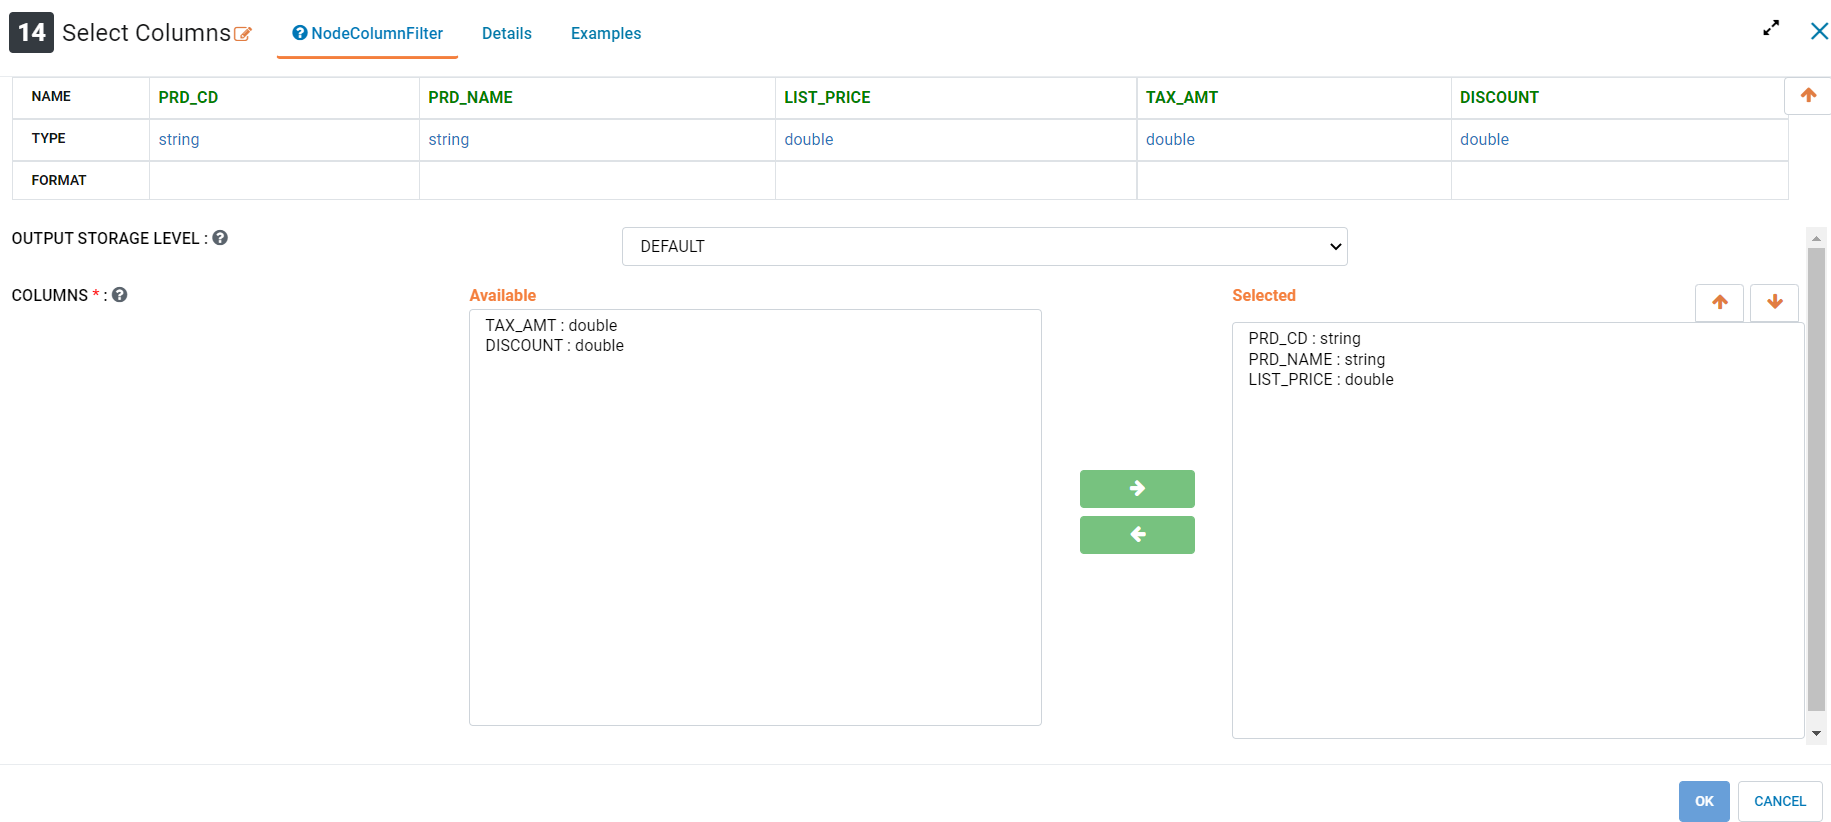 14 Select Columns NodeColumnFilter Details Examples
NAME PRD_CD PRD_NAME LIST_PRICE TAX_AMT DISCOUNT
TYPE string string double double double
FORMAT
OUTPUT STORAGE LEVEL : DEFAULT
COLUMNS * : Available Selected
TAX_AMT : double
DISCOUNT : double
PRD_CD : string
PRD_NAME : string
LIST_PRICE : double
OK CANCEL